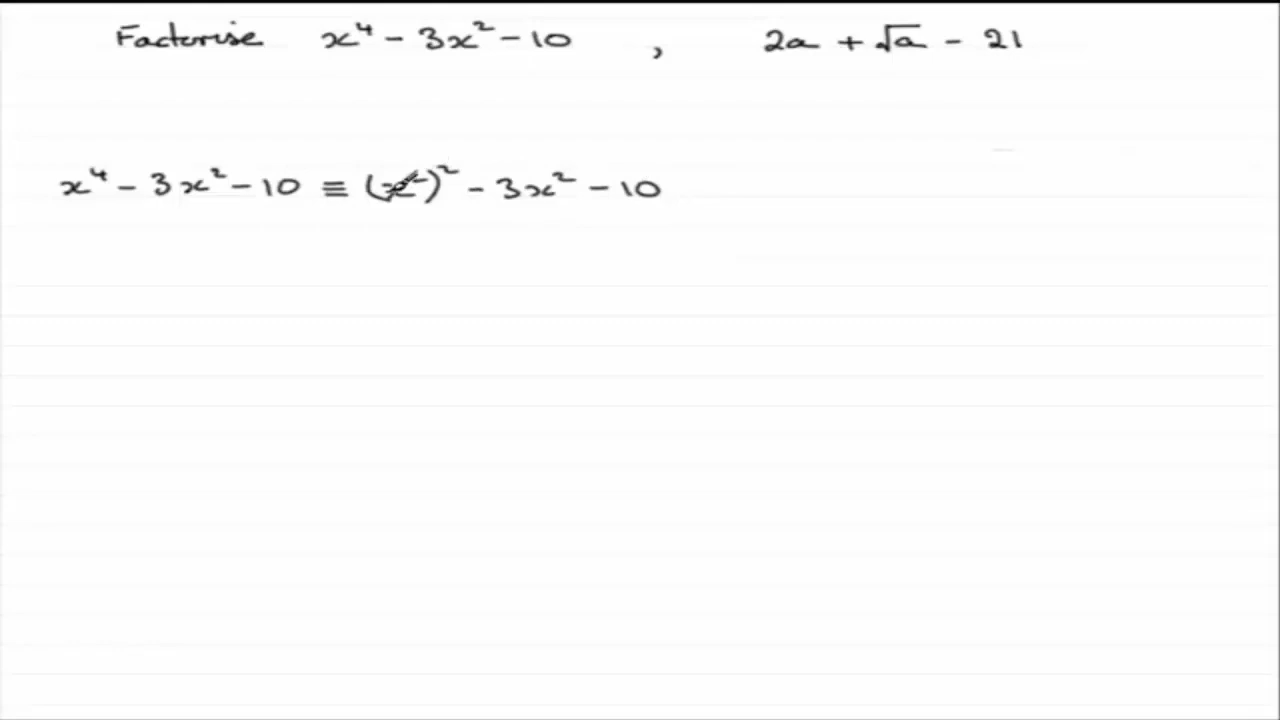 Factorise x⁴ - 3x² - 10 , 2a + √a - 21
x⁴ - 3x² - 10 ≡ (x²)² - 3x² - 10